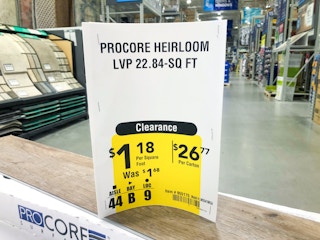 PROCORE HEIRLOOM
LVP 22.84-SQ FT
Clearance
$1 18 Per Square Foot
$26 77 Per Carton
Was $1 68
AISLE BAY LOC
44 B 9
PROCORE